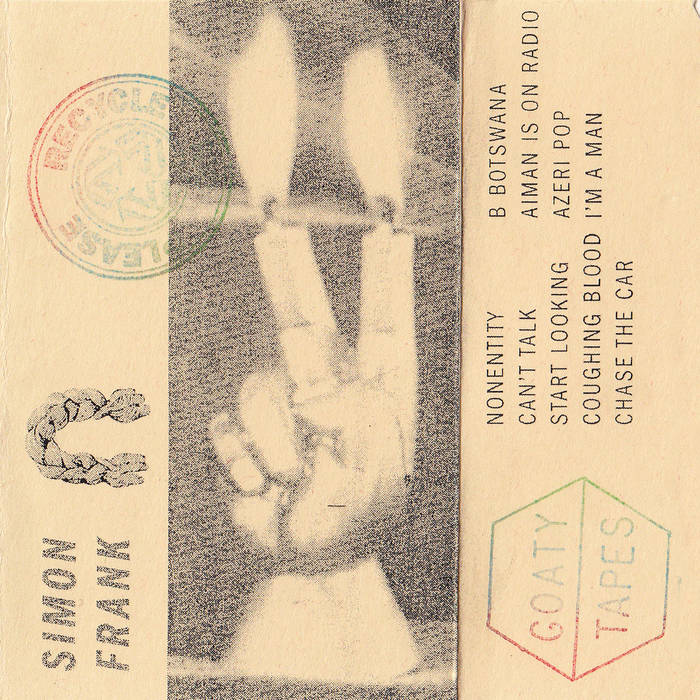 RECYCLE
PLEASE
SIMON
FRANK
NONENTITY
CAN'T TALK
START LOOKING
COUGHING BLOOD
CHASE THE CAR
B BOTSWANA
AIMAN IS ON RADIO
AZERI POP
I'M A MAN
GOATY
TAPES